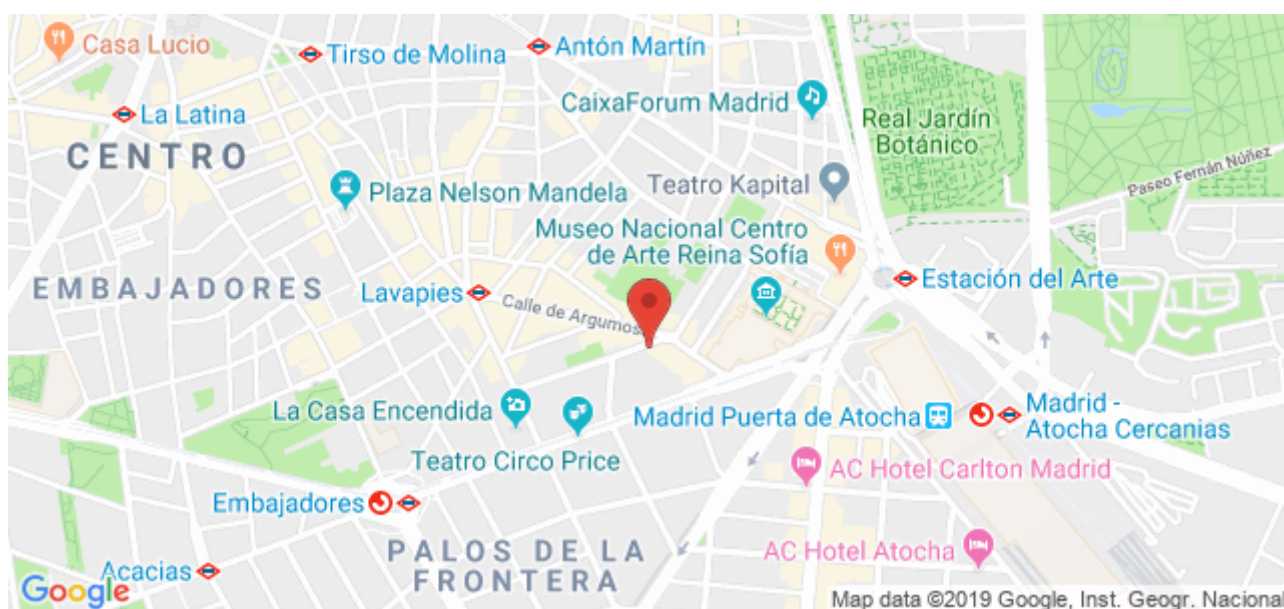 Casa Lucio
Tirso de Molina
Antón Martín
CaixaForum Madrid
La Latina
Real Jardín
Botánico
CENTRO
Paseo Fernán Núñez
Teatro Kapital
Plaza Nelson Mandela
Museo Nacional Centro
de Arte Reina Sofía
EMBAJADORES
Lavapies
Calle de Argumos
Estación del Arte
La Casa Encendida
Madrid Puerta de Atocha
Madrid -
Atocha Cercanias
Teatro Circo Price
AC Hotel Carlton Madrid
Embajadores
PALOS DE LA
FRONTERA
AC Hotel Atocha
Acacias
Google
Map data ©2019 Google, Inst. Geogr. Naciona